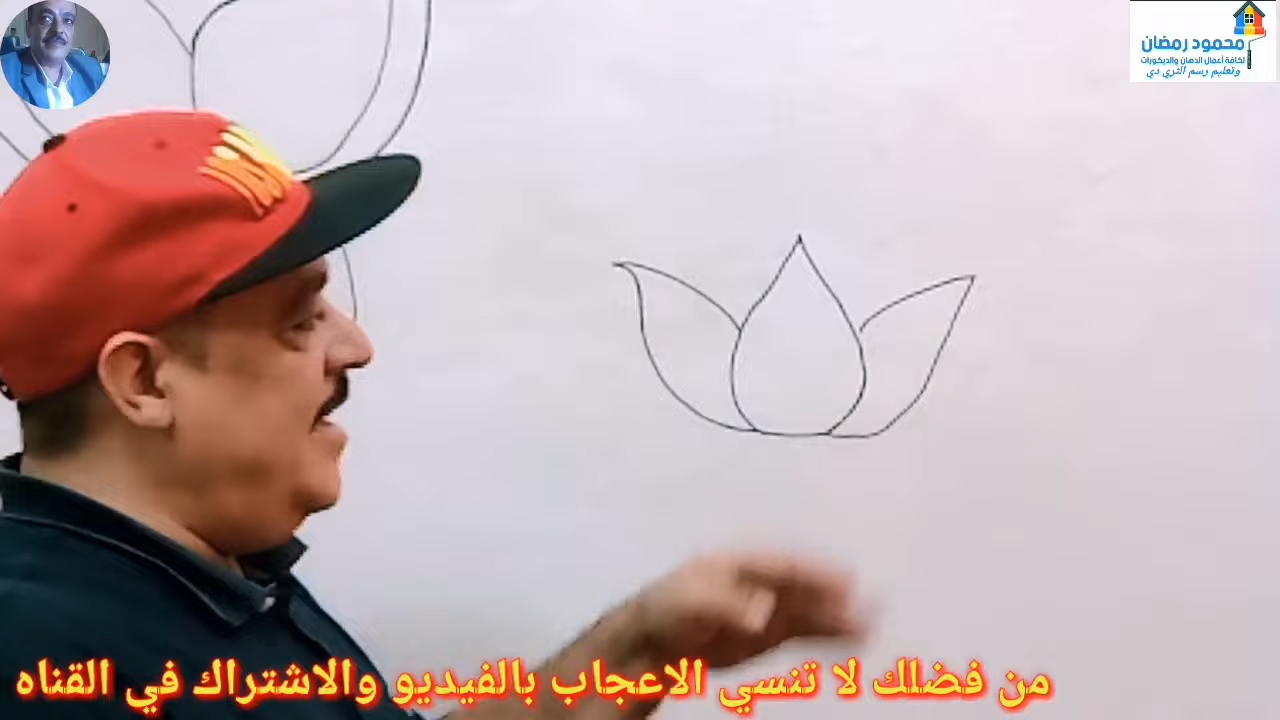 محمود رمضان
لكافة أعمال الدهان والديكورات
وتعليم رسم الثري دي
من فضلك لا تنسي الاعجاب بالفيديو والاشتراك في القناه